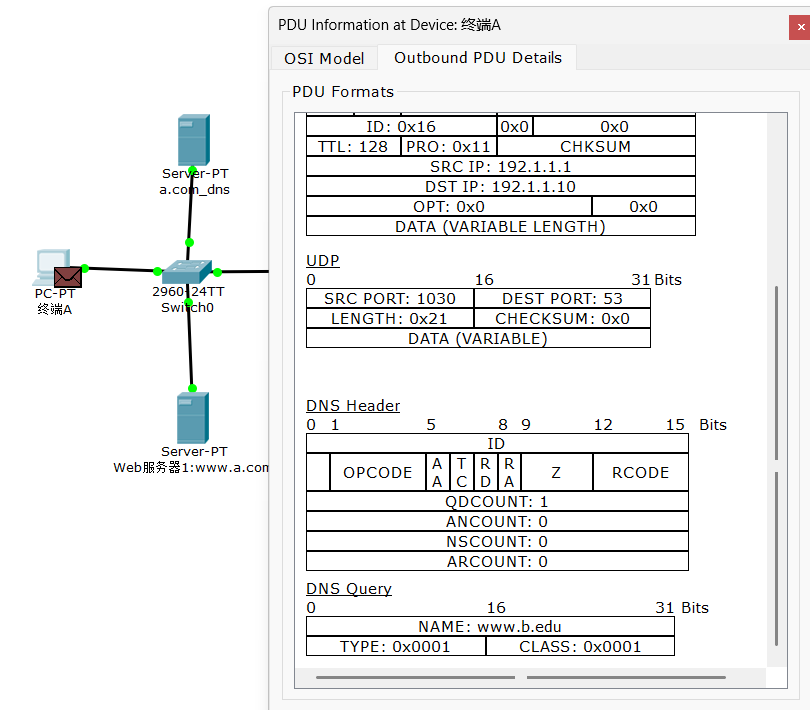 PDU Information at Device: 终端A
×
OSI Model
Outbound PDU Details
PDU Formats
ID: 0x16
0x0
0x0
TTL: 128
PRO: 0x11
CHKSUM
SRC IP: 192.1.1.1
DST IP: 192.1.1.10
OPT: 0x0
0x0
DATA (VARIABLE LENGTH)
UDP
0 16 31 Bits
SRC PORT: 1030
DEST PORT: 53
LENGTH: 0x21
CHECKSUM: 0x0
DATA (VARIABLE)
DNS Header
0 1 5 8 9 12 15 Bits
ID
OPCODE
AA
TC
RD
RA
Z
RCODE
QDCOUNT: 1
ANCOUNT: 0
NSCOUNT: 0
ARCOUNT: 0
DNS Query
0 16 31 Bits
NAME: www.b.edu
TYPE: 0x0001
CLASS: 0x0001
Server-PT
a.com_dns
PC-PT
终端A
2960-24TT
Switch0
Server-PT
Web服务器1:www.a.com